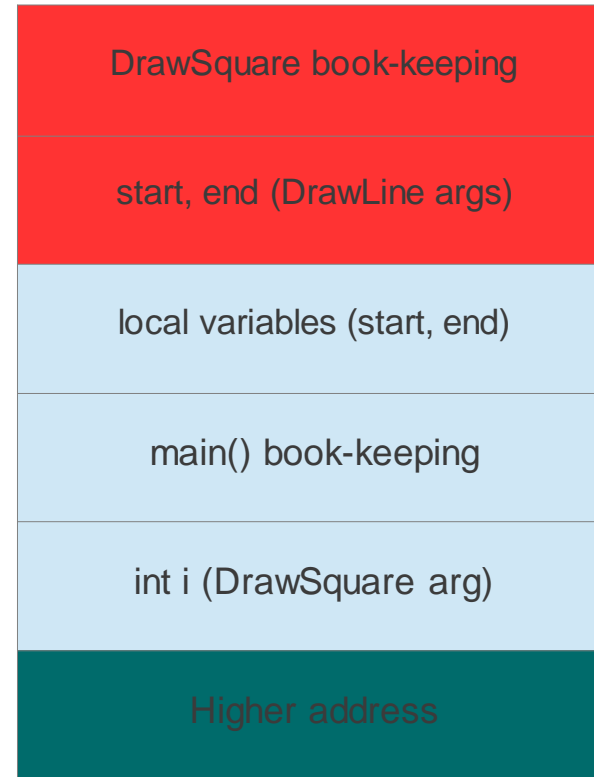 DrawSquare book-keeping
start, end (DrawLine args)
local variables (start, end)
main() book-keeping
int i (DrawSquare arg)
Higher address